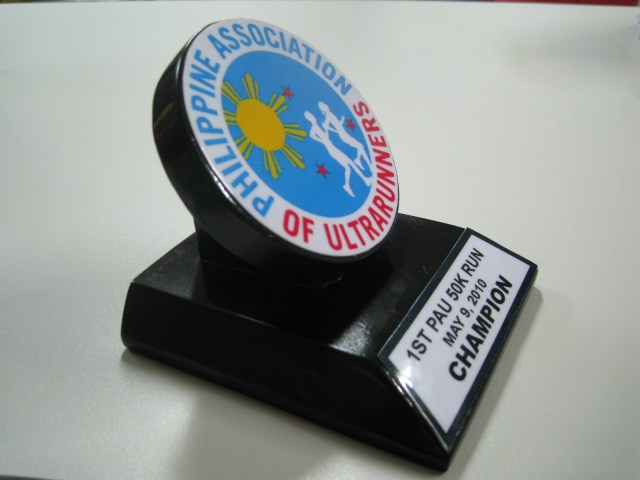 PHILIPPINE ASSOCIATION
OF ULTRARUNNERS
1ST PAU 50K RUN
MAY 9, 2010
CHAMPION